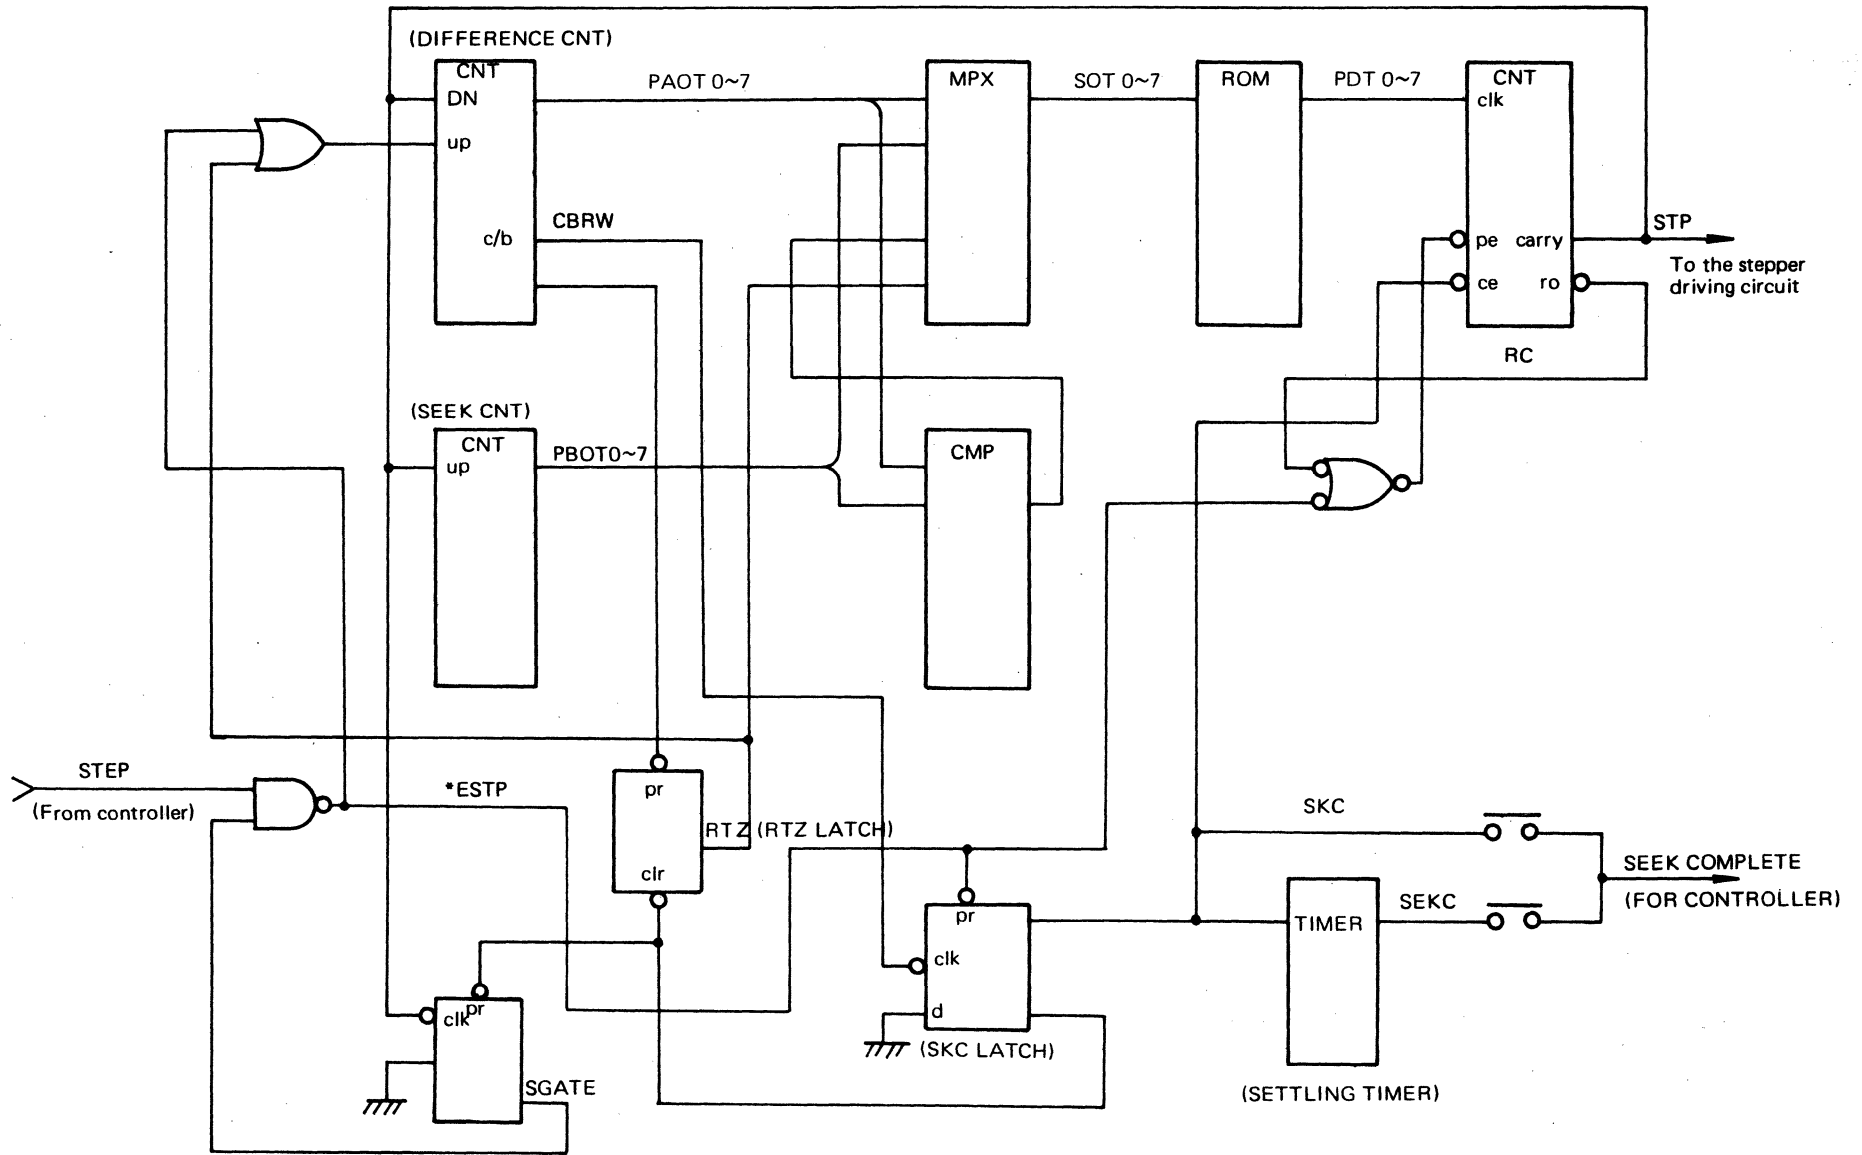 (DIFFERENCE CNT)
CNT
DN
up
c/b
PAOT 0~7
CBRW
MPX
SOT 0~7
ROM
PDT 0~7
CNT
clk
pe
carry
ce
ro
STP
To the stepper
driving circuit
RC
(SEEK CNT)
CNT
up
PBOT0~7
CMP
STEP
(From controller)
*ESTP
pr
RTZ (RTZ LATCH)
clr
pr
clk
SGATE
pr
clk
d
(SKC LATCH)
SKC
TIMER
SEKC
(SETTLING TIMER)
SEEK COMPLETE
(FOR CONTROLLER)